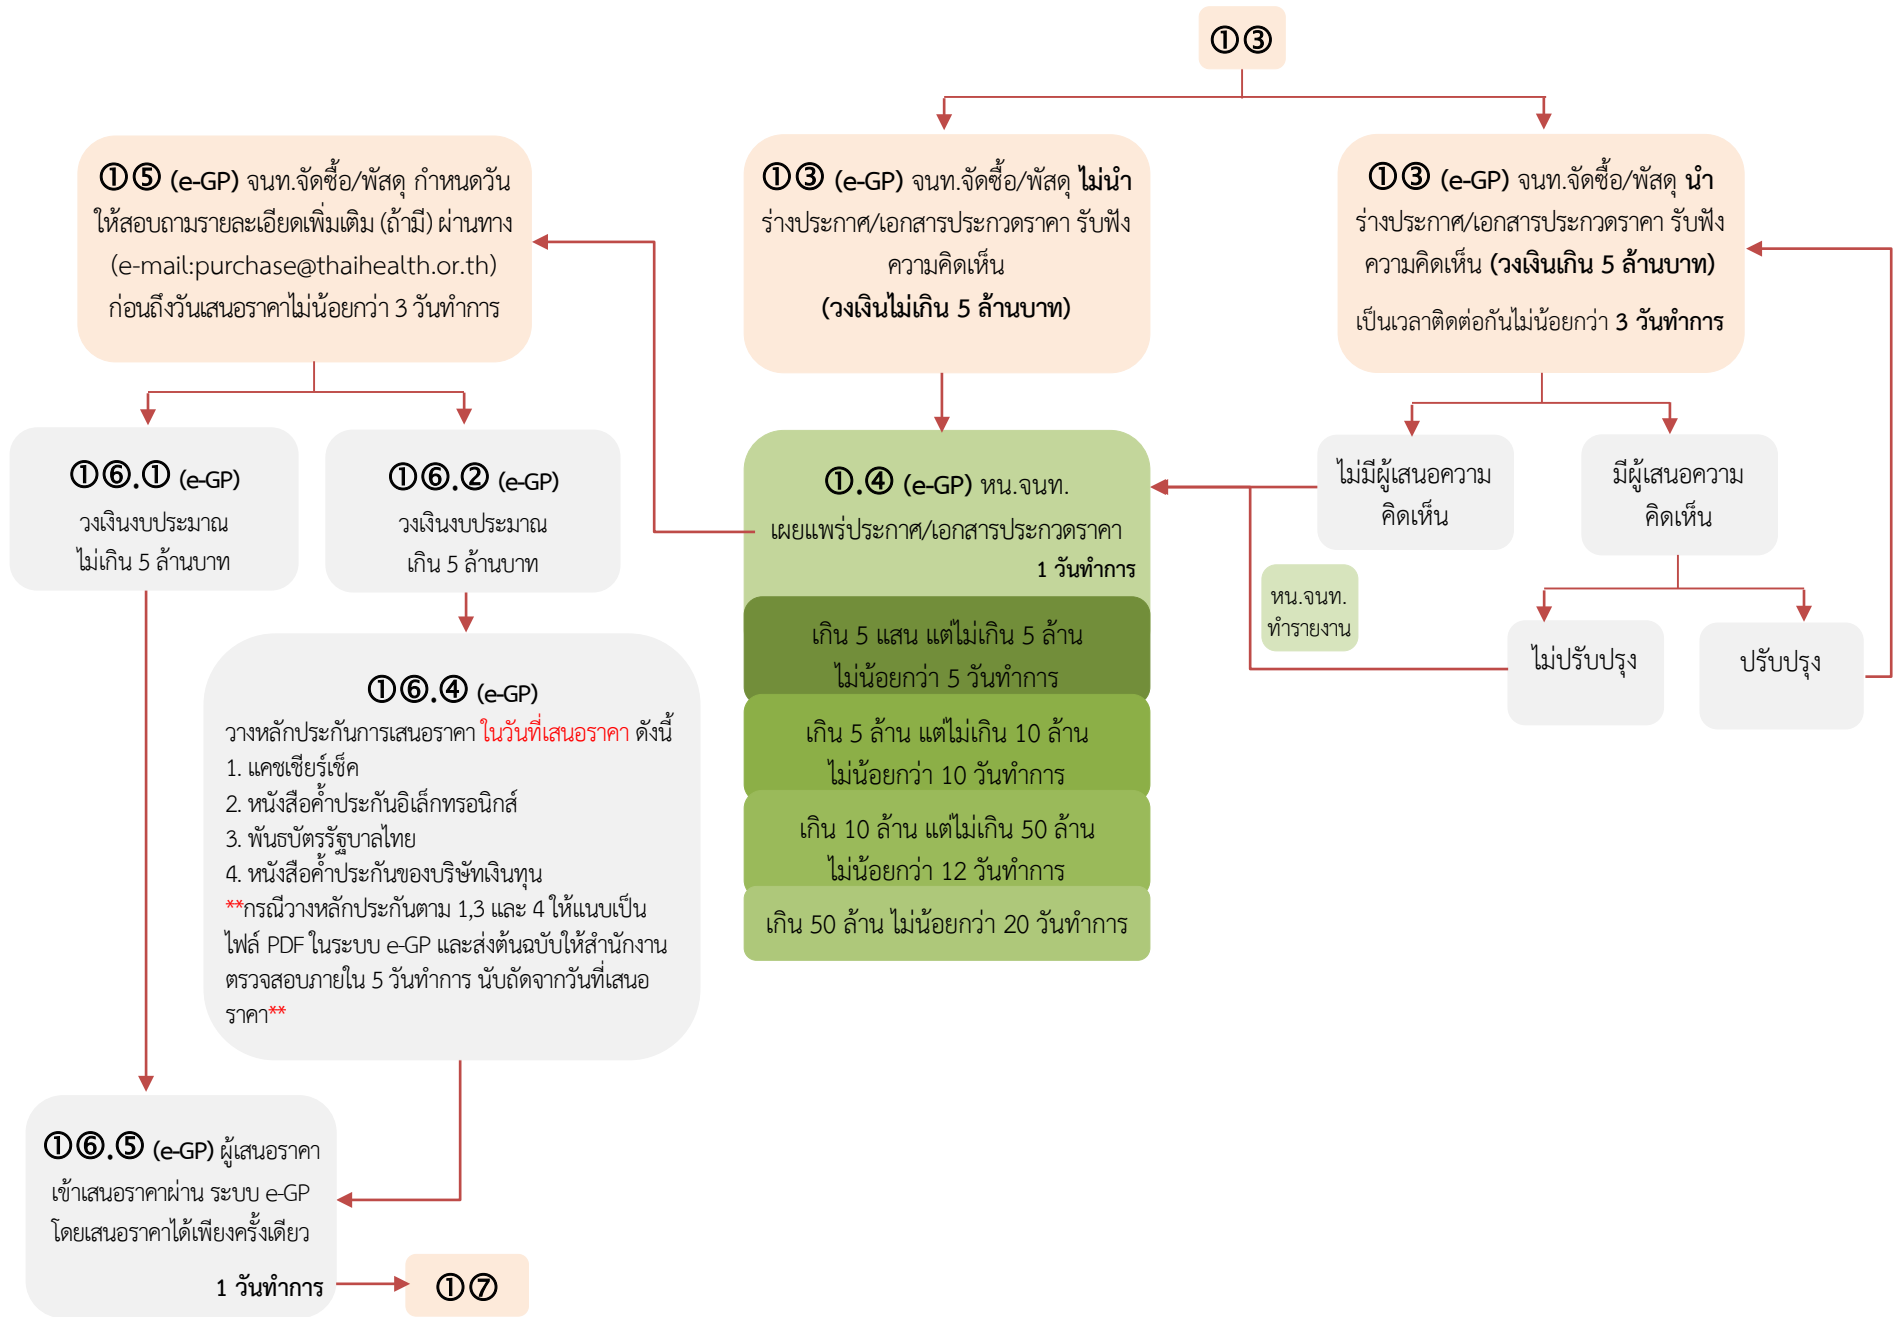 ①③
①⑤ (e-GP) จนท.จัดซื้อ/พัสดุ กำหนดวัน
ให้สอบถามรายละเอียดเพิ่มเติม (ถ้ามี) ผ่านทาง
(e-mail:purchase@thaihealth.or.th)
ก่อนถึงวันเสนอราคาไม่น้อยกว่า 3 วันทำการ
①③ (e-GP) จนท.จัดซื้อ/พัสดุ ไม่นำ
ร่างประกาศ/เอกสารประกวดราคา รับฟัง
ความคิดเห็น
(วงเงินไม่เกิน 5 ล้านบาท)
①③ (e-GP) จนท.จัดซื้อ/พัสดุ นำ
ร่างประกาศ/เอกสารประกวดราคา รับฟัง
ความคิดเห็น (วงเงินเกิน 5 ล้านบาท)
เป็นเวลาติดต่อกันไม่น้อยกว่า 3 วันทำการ
①⑥.① (e-GP)
วงเงินงบประมาณ
ไม่เกิน 5 ล้านบาท
①⑥.② (e-GP)
วงเงินงบประมาณ
เกิน 5 ล้านบาท
①.④ (e-GP) หน.จนท.
เผยแพร่ประกาศ/เอกสารประกวดราคา
1 วันทำการ
เกิน 5 แสน แต่ไม่เกิน 5 ล้าน
ไม่น้อยกว่า 5 วันทำการ
เกิน 5 ล้าน แต่ไม่เกิน 10 ล้าน
ไม่น้อยกว่า 10 วันทำการ
เกิน 10 ล้าน แต่ไม่เกิน 50 ล้าน
ไม่น้อยกว่า 12 วันทำการ
เกิน 50 ล้าน ไม่น้อยกว่า 20 วันทำการ
ไม่มีผู้เสนอความ
คิดเห็น
มีผู้เสนอความ
คิดเห็น
หน.จนท.
ทำรายงาน
ไม่ปรับปรุง
ปรับปรุง
①⑥.④ (e-GP)
วางหลักประกันการเสนอราคา ในวันที่เสนอราคา ดังนี้
1. แคชเชียร์เช็ค
2. หนังสือค้ำประกันอิเล็กทรอนิกส์
3. พันธบัตรรัฐบาลไทย
4. หนังสือค้ำประกันของบริษัทเงินทุน
**กรณีวางหลักประกันตาม 1,3 และ 4 ให้แนบเป็น
ไฟล์ PDF ในระบบ e-GP และส่งต้นฉบับให้สำนักงาน
ตรวจสอบภายใน 5 วันทำการ นับถัดจากวันที่เสนอ
ราคา**
①⑥.⑤ (e-GP) ผู้เสนอราคา
เข้าเสนอราคาผ่าน ระบบ e-GP
โดยเสนอราคาได้เพียงครั้งเดียว
1 วันทำการ
①⑦